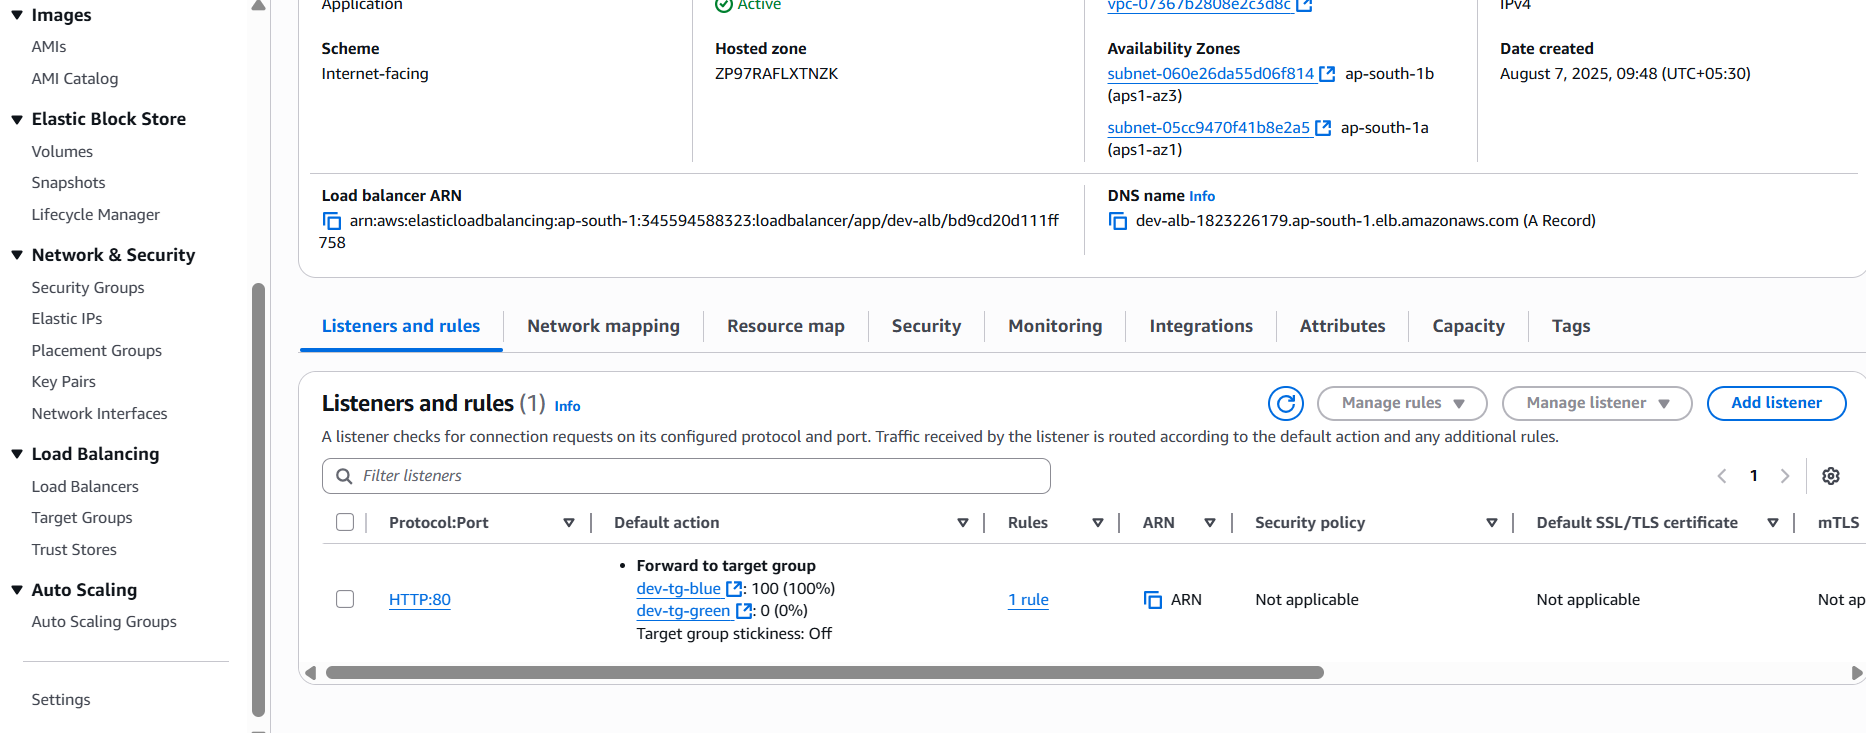 Images
AMIs
AMI Catalog
Elastic Block Store
Volumes
Snapshots
Lifecycle Manager
Network & Security
Security Groups
Elastic IPs
Placement Groups
Key Pairs
Network Interfaces
Load Balancing
Load Balancers
Target Groups
Trust Stores
Auto Scaling
Auto Scaling Groups
Settings
Application
Active
vpc-07367b2808e2c3d8c
IPv4
Scheme
Internet-facing
Hosted zone
ZP97RAFLXTNZK
Availability Zones
subnet-060e26da55d06f814 ap-south-1b
(aps1-az3)
subnet-05cc9470f41b8e2a5 ap-south-1a
(aps1-az1)
Date created
August 7, 2025, 09:48 (UTC+05:30)
Load balancer ARN
arn:aws:elasticloadbalancing:ap-south-1:345594588323:loadbalancer/app/dev-alb/bd9cd20d111ff
758
DNS name Info
dev-alb-1823226179.ap-south-1.elb.amazonaws.com (A Record)
Listeners and rules Network mapping Resource map Security Monitoring Integrations Attributes Capacity Tags
Listeners and rules (1) Info
Manage rules Manage listener Add listener
A listener checks for connection requests on its configured protocol and port. Traffic received by the listener is routed according to the default action and any additional rules.
Filter listeners
1
Protocol:Port Default action Rules ARN Security policy Default SSL/TLS certificate mTLS
HTTP:80
• Forward to target group
dev-tg-blue : 100 (100%)
dev-tg-green : 0 (0%)
Target group stickiness: Off
1 rule
ARN
Not applicable
Not applicable
Not ap